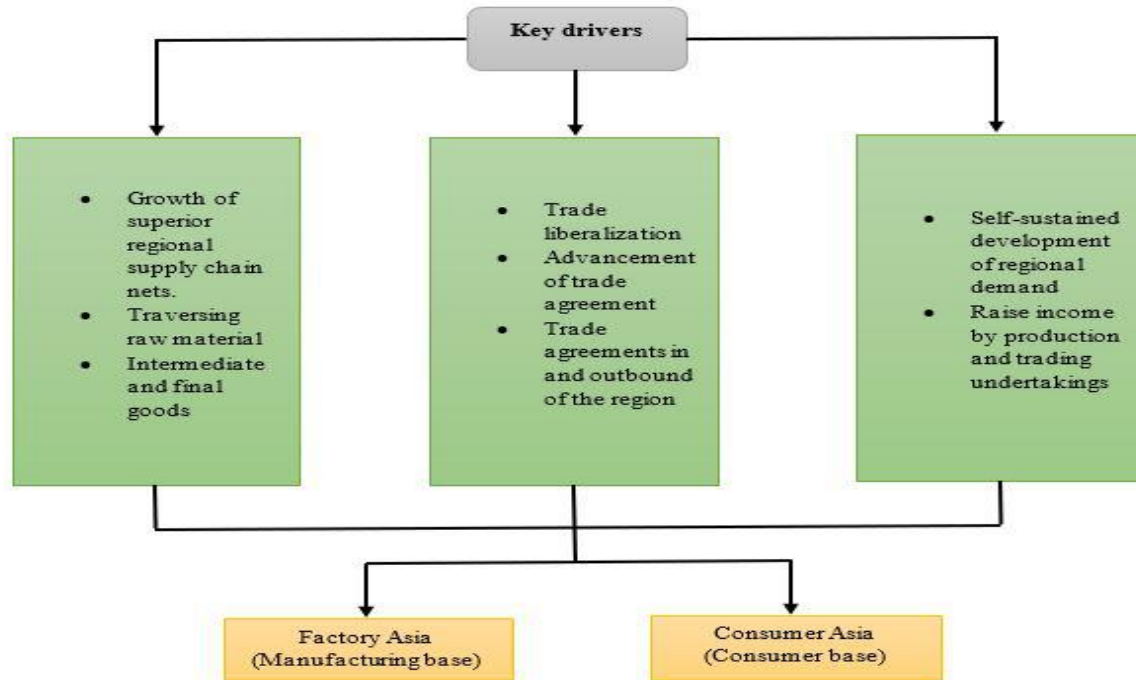 Key drivers
• Growth of
superior
regional
supply chain
nets.
• Traversing
raw material
• Intermediate
and final
goods
• Trade
liberalization
• Advancement
of trade
agreement
• Trade
agreements in
and outbound
of the region
• Self-sustained
development
of regional
demand
• Raise income
by production
and trading
undertakings
Factory Asia
(Manufacturing base)
Consumer Asia
(Consumer base)